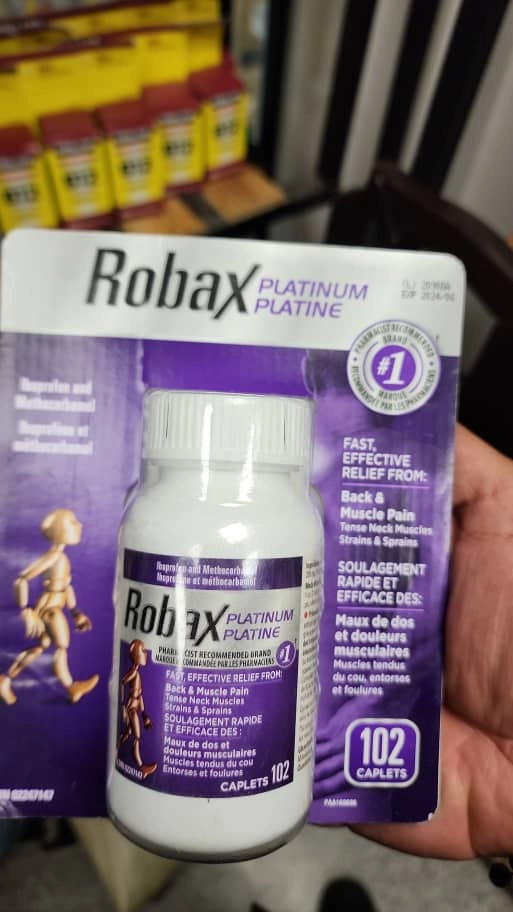 Robax PLATINUM
PLATINE
EXP 2024
PHARMACIST RECOMMENDED
BRAND
#1
MARQUE
RECOMMANDÉE PAR LES PHARMACIENS
Ibuprofen and
Methocarbamol
Ibuprofène et
méthocarbamol
FAST,
EFFECTIVE
RELIEF FROM:
Back &
Muscle Pain
Tense Neck Muscles
Strains & Sprains
SOULAGEMENT
RAPIDE ET
EFFICACE DES:
Maux de dos
et douleurs
musculaires
Muscles tendus
du cou, entorses
et foulures
102
CAPLETS
Ibuprofen and Methocarbamol
Ibuprofène et méthocarbamol
Robax PLATINUM
PLATINE
PHARMACIST RECOMMENDED BRAND
MARQUE RECOMMANDÉE PAR LES PHARMACIENS
#1
FAST, EFFECTIVE RELIEF FROM:
Back & Muscle Pain
Tense Neck Muscles
Strains & Sprains
SOULAGEMENT RAPIDE
ET EFFICACE DES :
Maux de dos et
douleurs musculaires
Muscles tendus du cou
Entorses et foulures
CAPLETS 102
02247147